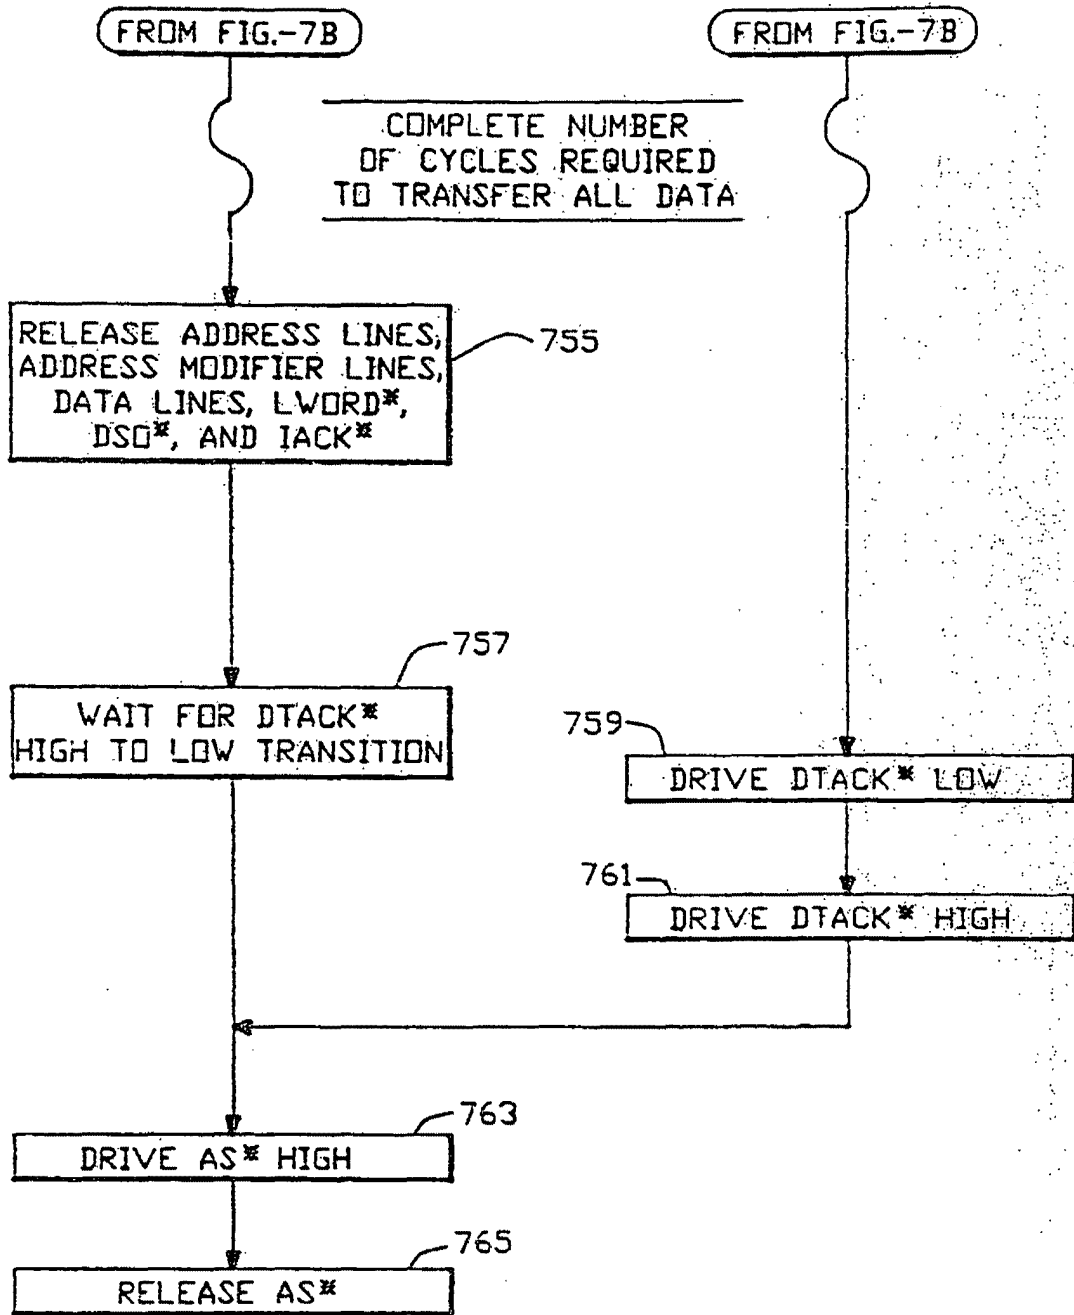 FROM FIG.-7B
FROM FIG.-7B
COMPLETE NUMBER
OF CYCLES REQUIRED
TO TRANSFER ALL DATA
RELEASE ADDRESS LINES,
ADDRESS MODIFIER LINES,
DATA LINES, LWORD*,
DS0*, AND IACK*
755
757
WAIT FOR DTACK*
HIGH TO LOW TRANSITION
759
DRIVE DTACK* LOW
761
DRIVE DTACK* HIGH
763
DRIVE AS* HIGH
765
RELEASE AS*